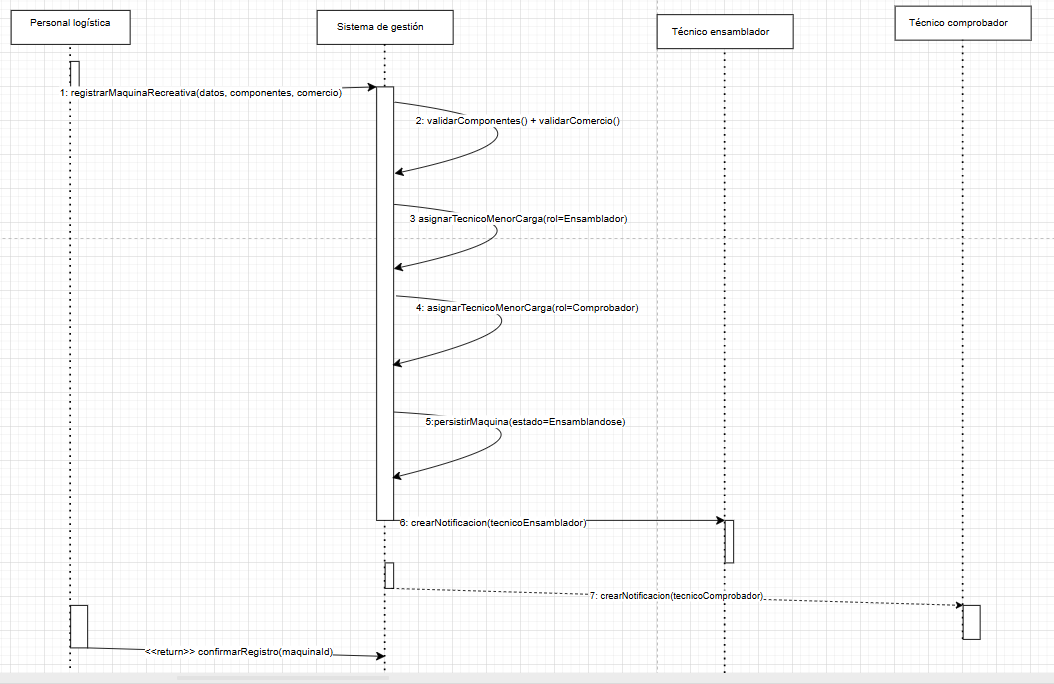 Personal logística
Sistema de gestión
Técnico ensamblador
Técnico comprobador
1: registrarMaquinaRecreativa(datos, componentes, comercio)
2: validarComponentes() + validarComercio()
3 asignarTecnicoMenorCarga(rol=Ensamblador)
4: asignarTecnicoMenorCarga(rol=Comprobador)
5:persistirMaquina(estado=Ensamblandose)
6: crearNotificacion(tecnicoEnsamblador)
7: crearNotificacion(tecnicoComprobador)
<<return>> confirmarRegistro(maquinaId)